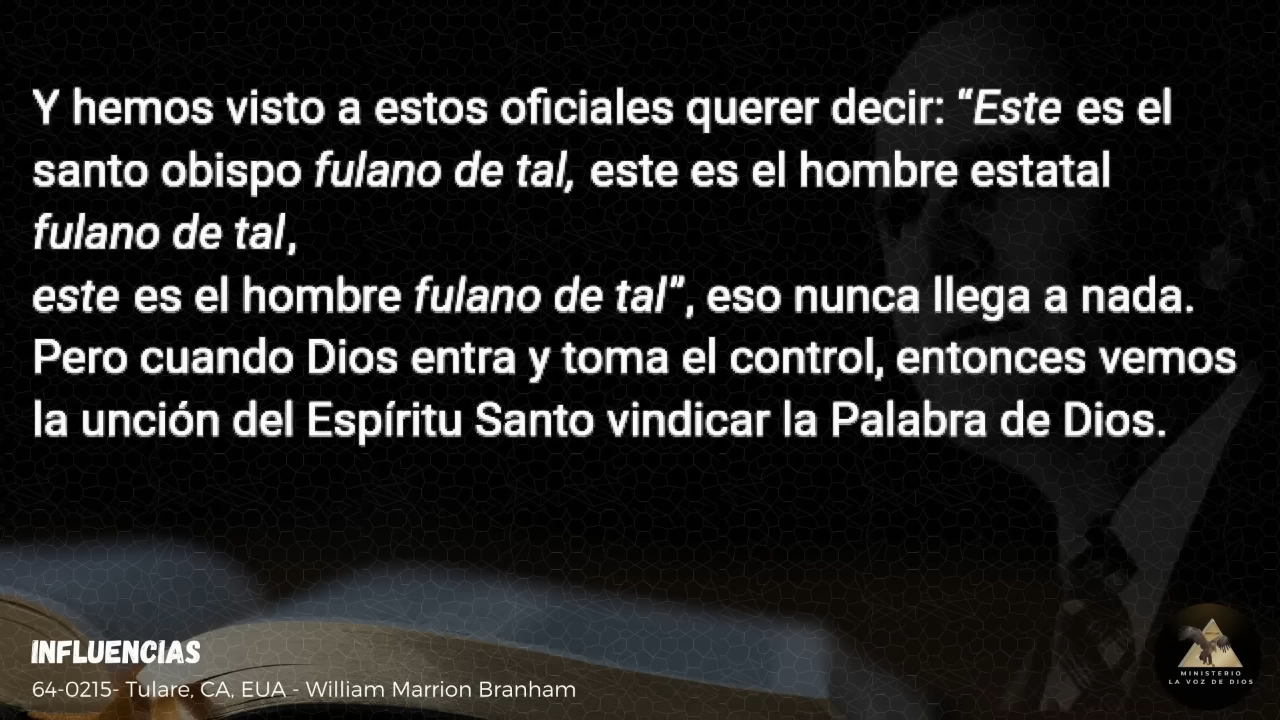 Y hemos visto a estos oficiales querer decir: “Este es el
santo obispo fulano de tal, este es el hombre estatal
fulano de tal,
este es el hombre fulano de tal”, eso nunca llega a nada.
Pero cuando Dios entra y toma el control, entonces vemos
la unción del Espíritu Santo vindicar la Palabra de Dios.
INFLUENCIAS
64-0215- Tulare, CA, EUA - William Marrion Branham
MINISTERIO
LA VOZ DE DIOS